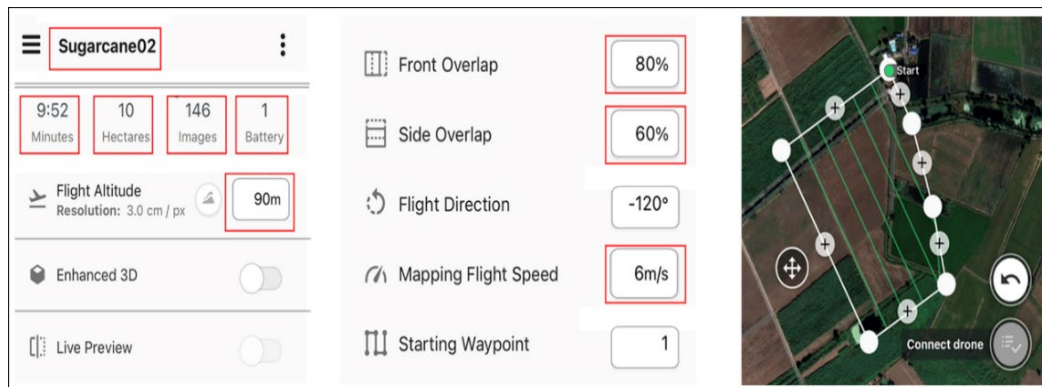 Sugarcane02
9:52 10 146 1
Minutes Hectares Images Battery
Flight Altitude 90m
Resolution: 3.0 cm / px
Enhanced 3D
Live Preview
Front Overlap 80%
Side Overlap 60%
Flight Direction -120°
Mapping Flight Speed 6m/s
Starting Waypoint 1
Start
Connect drone